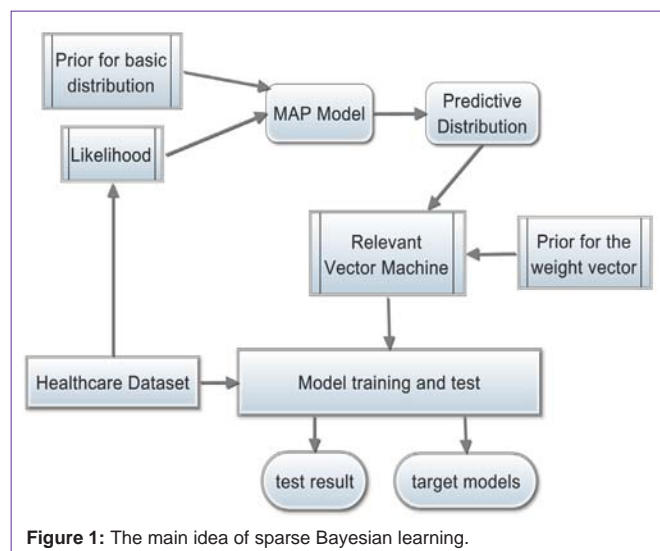 Prior for basic
distribution
MAP Model
Predictive
Distribution
Likelihood
Relevant
Vector Machine
Prior for the
weight vector
Healthcare Dataset
Model training and test
test result
target models
Figure 1: The main idea of sparse Bayesian learning.